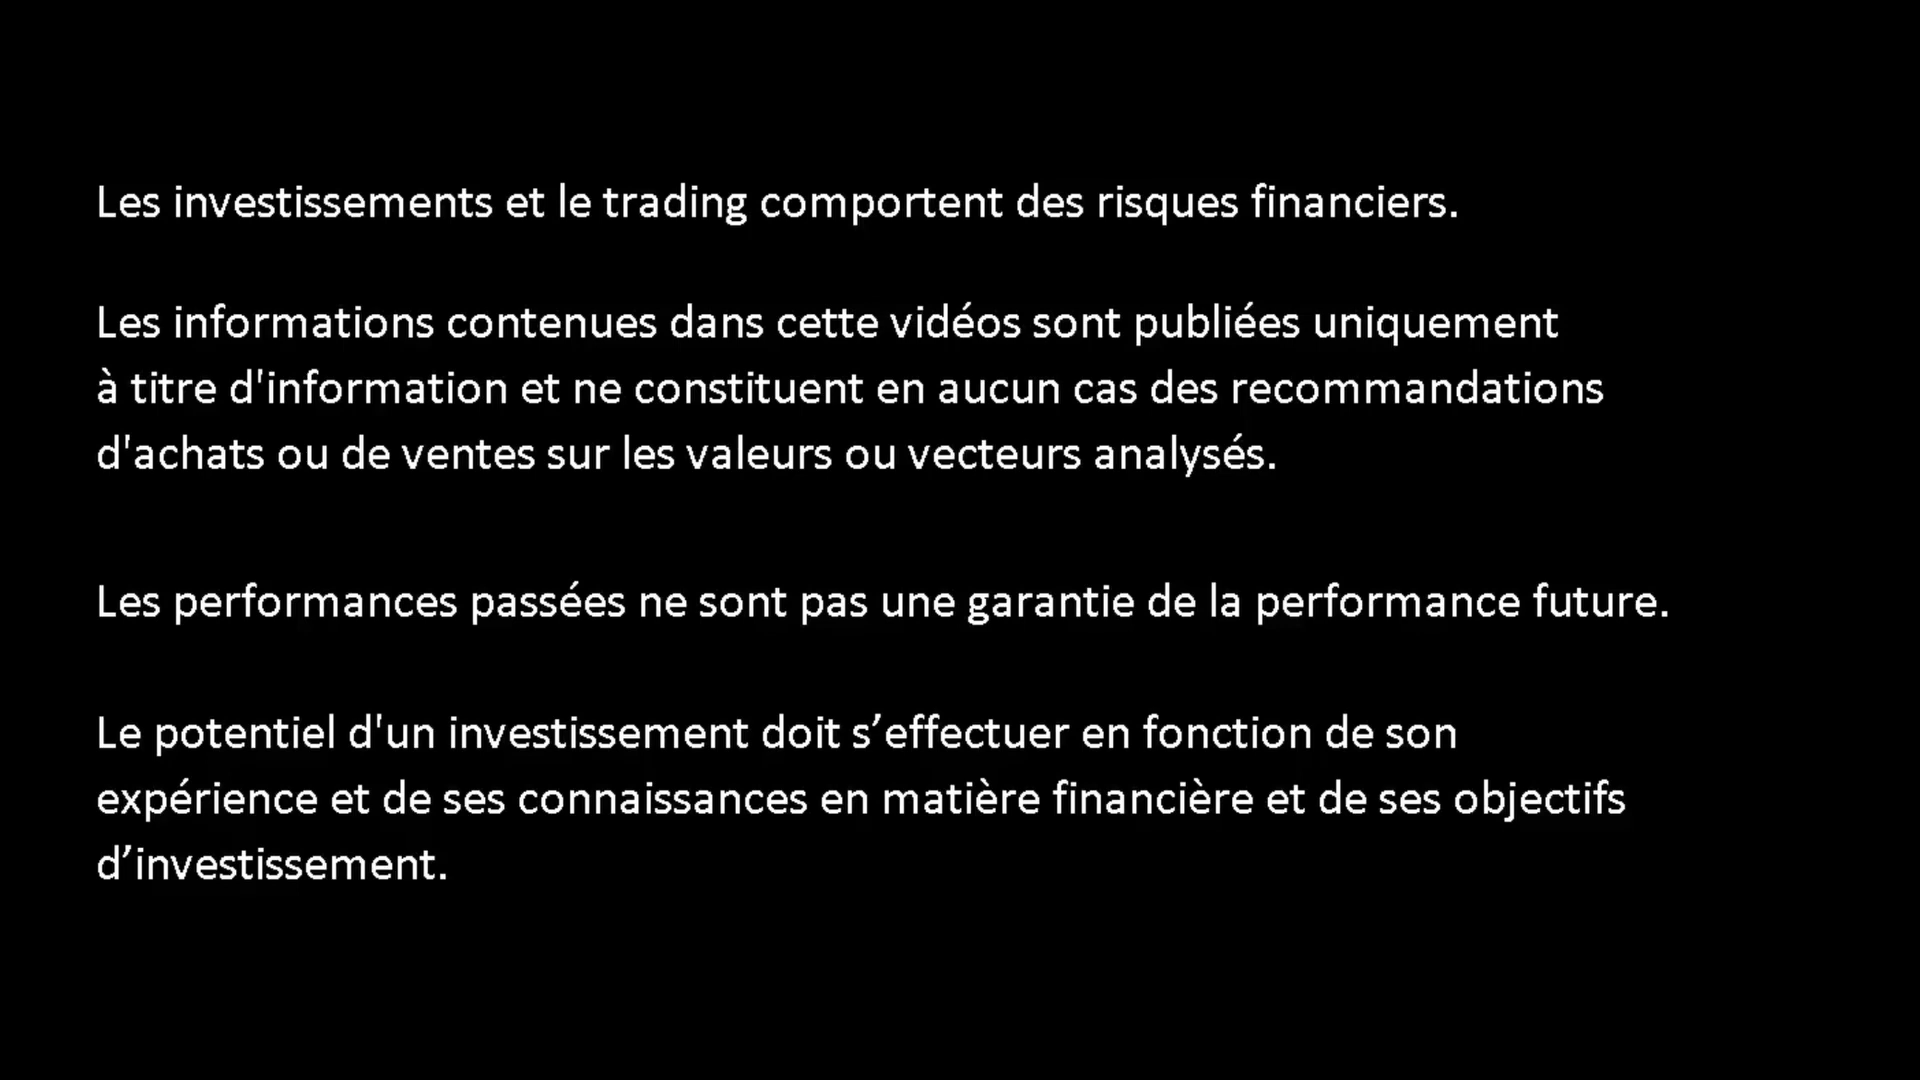 Les investissements et le trading comportent des risques financiers.
Les informations contenues dans cette vidéos sont publiées uniquement
à titre d'information et ne constituent en aucun cas des recommandations
d'achats ou de ventes sur les valeurs ou vecteurs analysés.
Les performances passées ne sont pas une garantie de la performance future.
Le potentiel d'un investissement doit s’effectuer en fonction de son
expérience et de ses connaissances en matière financière et de ses objectifs
d’investissement.